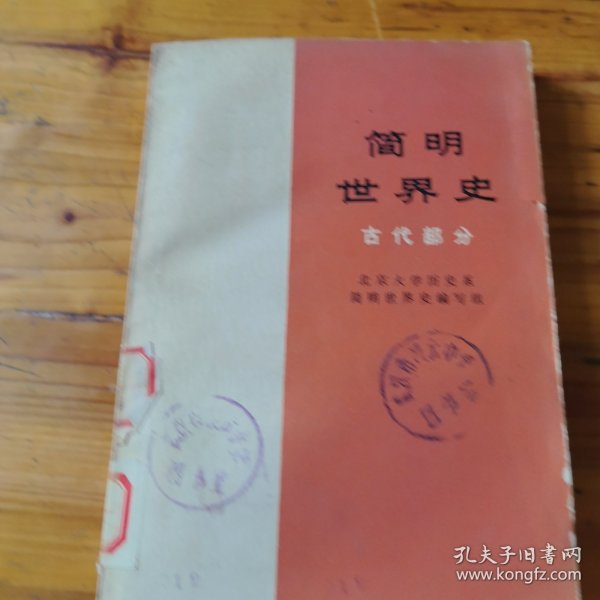 简明
世界史
古代部分
北京大学历史系
简明世界史编写组
孔夫子旧书网
www.kongfz.com